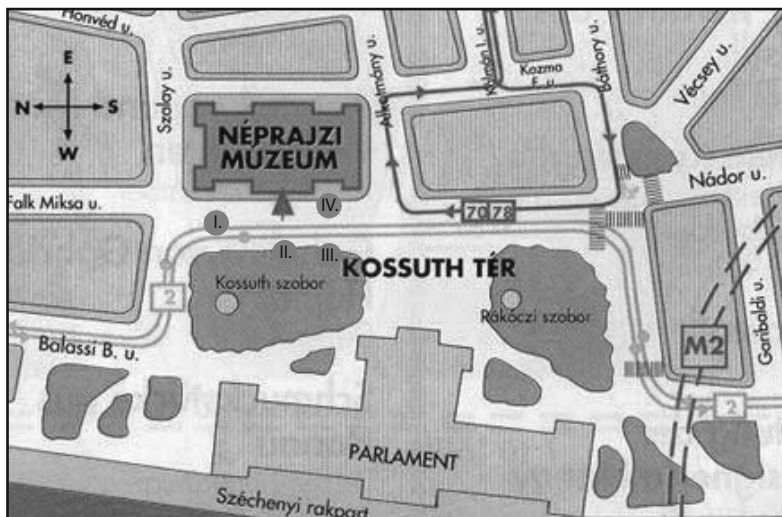 Honvéd u.
E
N
S
W
Szalay u.
Alkotmány u.
Kálmán I. u.
Kozma
F. u.
Báthory u.
Vécsey u.
NÉPRAJZI
MÚZEUM
Nádor u.
Falk Miksa u.
I.
IV.
70 78
II.
III.
KOSSUTH TÉR
Kossuth szobor
2
Rákóczi szobor
Garibaldi u.
Balassi B. u.
M2
2
PARLAMENT
Széchenyi rakpart